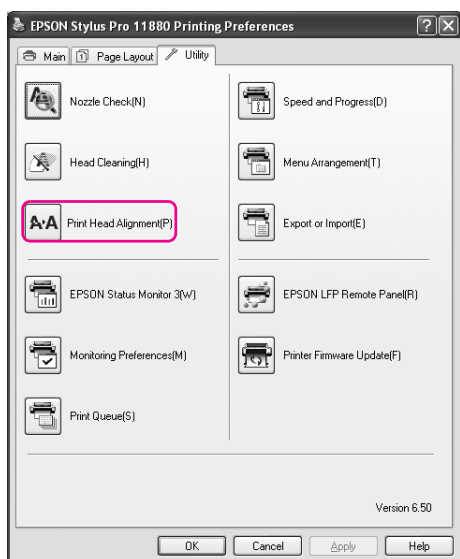 EPSON Stylus Pro 11880 Printing Preferences
Main Page Layout Utility
Nozzle Check(N)
Speed and Progress(D)
Head Cleaning(H)
Menu Arrangement(T)
A·A Print Head Alignment(P)
Export or Import(E)
EPSON Status Monitor 3(W)
EPSON LFP Remote Panel(R)
Monitoring Preferences(M)
Printer Firmware Update(F)
Print Queue(S)
Version 6.50
OK Cancel Apply Help